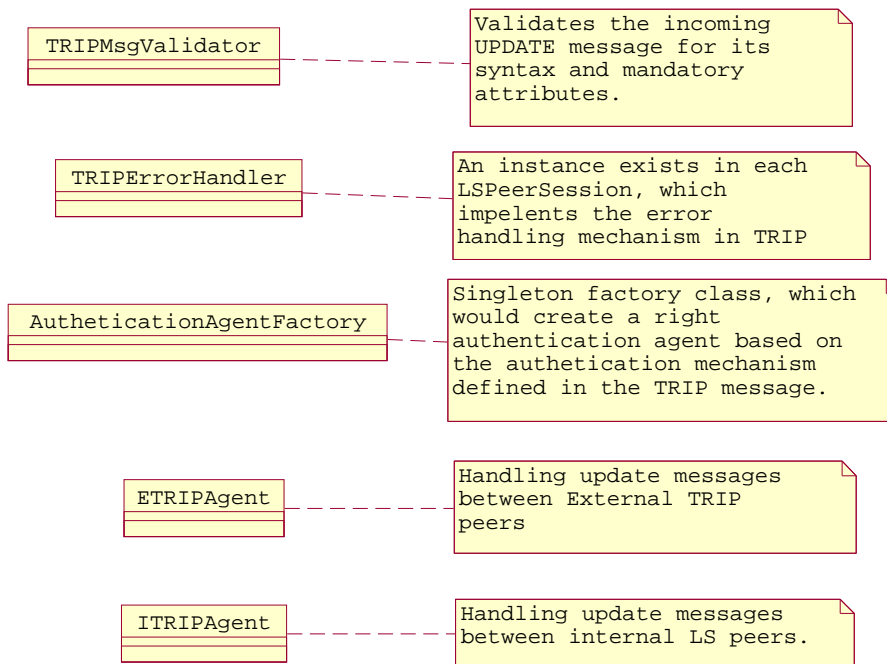 TRIPMsgValidator
Validates the incoming
UPDATE message for its
syntax and mandatory
attributes.
TRIPErrorHandler
An instance exists in each
LSPeerSession, which
impelents the error
handling mechanism in TRIP
AutheticationAgentFactory
Singleton factory class, which
would create a right
authentication agent based on
the authetication mechanism
defined in the TRIP message.
ETRIPAgent
Handling update messages
between External TRIP
peers
ITRIPAgent
Handling update messages
between internal LS peers.